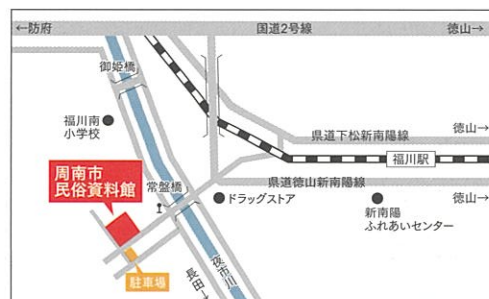 ←防府
国道2号線
徳山→
御姫橋
福川南
小学校
徳山→
県道下松新南陽線
福川駅
周南市
民俗資料館
常盤橋
県道徳山新南陽線
ドラッグストア
徳山→
新南陽
ふれあいセンター
駐車場
長田→
夜市川